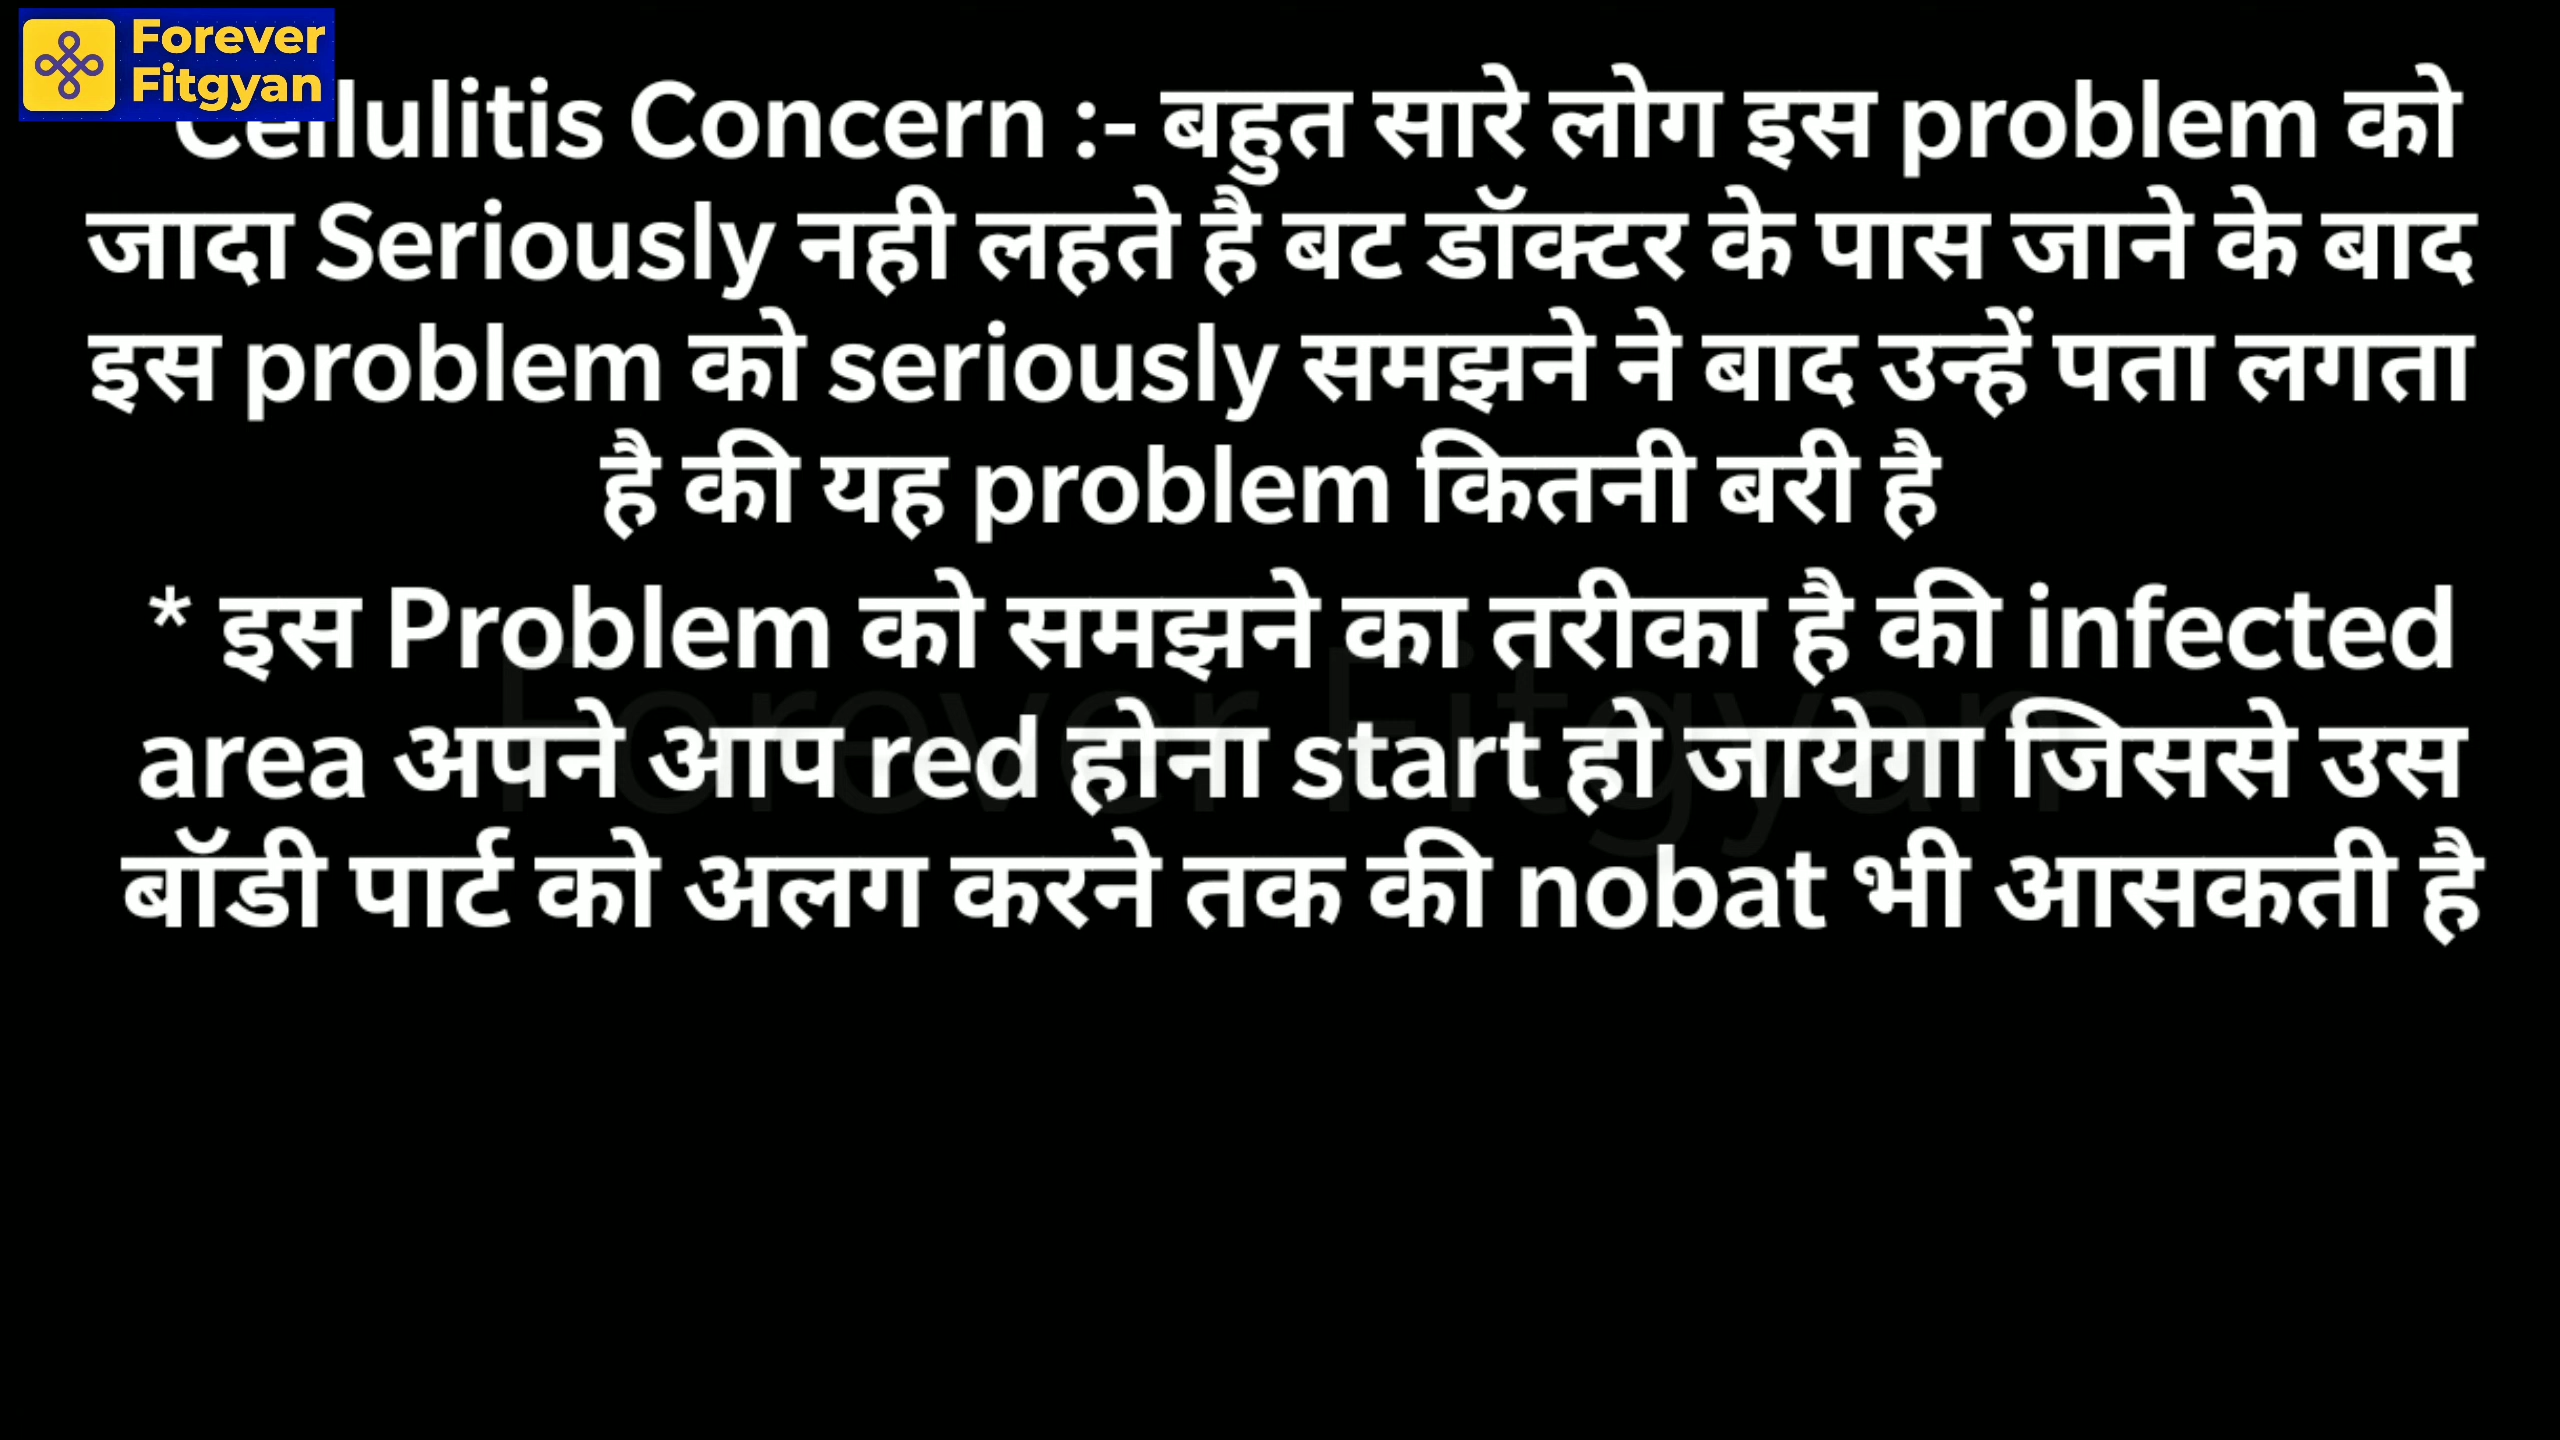 Forever
Fitgyan
Cellulitis Concern :- बहुत सारे लोग इस problem को
जादा Seriously नही लहते है बट डॉक्टर के पास जाने के बाद
इस problem को seriously समझने ने बाद उन्हें पता लगता
है की यह problem कितनी बरी है
* इस Problem को समझने का तरीका है की infected
area अपने आप red होना start हो जायेगा जिससे उस
बॉडी पार्ट को अलग करने तक की nobat भी आसकती है
Forever Fitgyan